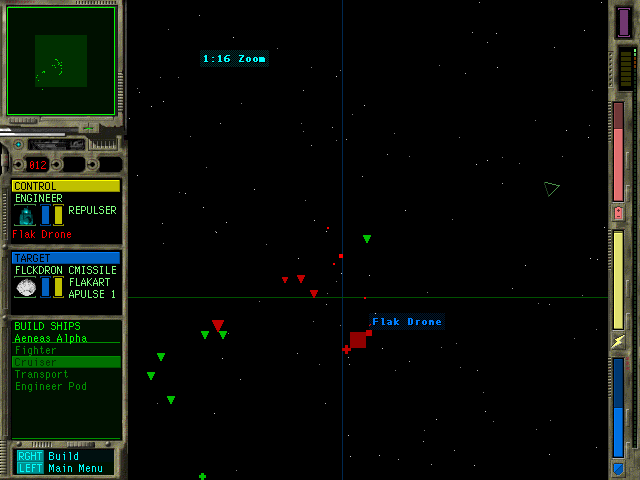 1:16 Zoom
012
CONTROL
ENGINEER
REPULSER
Flak Drone
TARGET
FLCKDRON CMISSILE
FLAKART
APULSE 1
Flak Drone
BUILD SHIPS
Aeneas Alpha
Fighter
Cruiser
Transport
Engineer Pod
RGHT Build
LEFT Main Menu